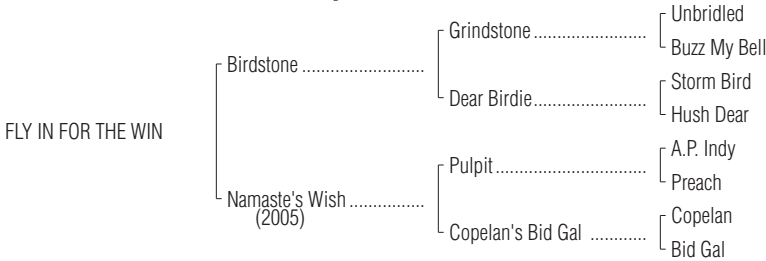 Unbridled
Grindstone ........................
Buzz My Bell
Birdstone ..........................
Storm Bird
Dear Birdie........................
Hush Dear
FLY IN FOR THE WIN
A.P. Indy
Pulpit................................
Preach
Namaste's Wish ................
(2005)
Copelan
Copelan's Bid Gal ............
Bid Gal